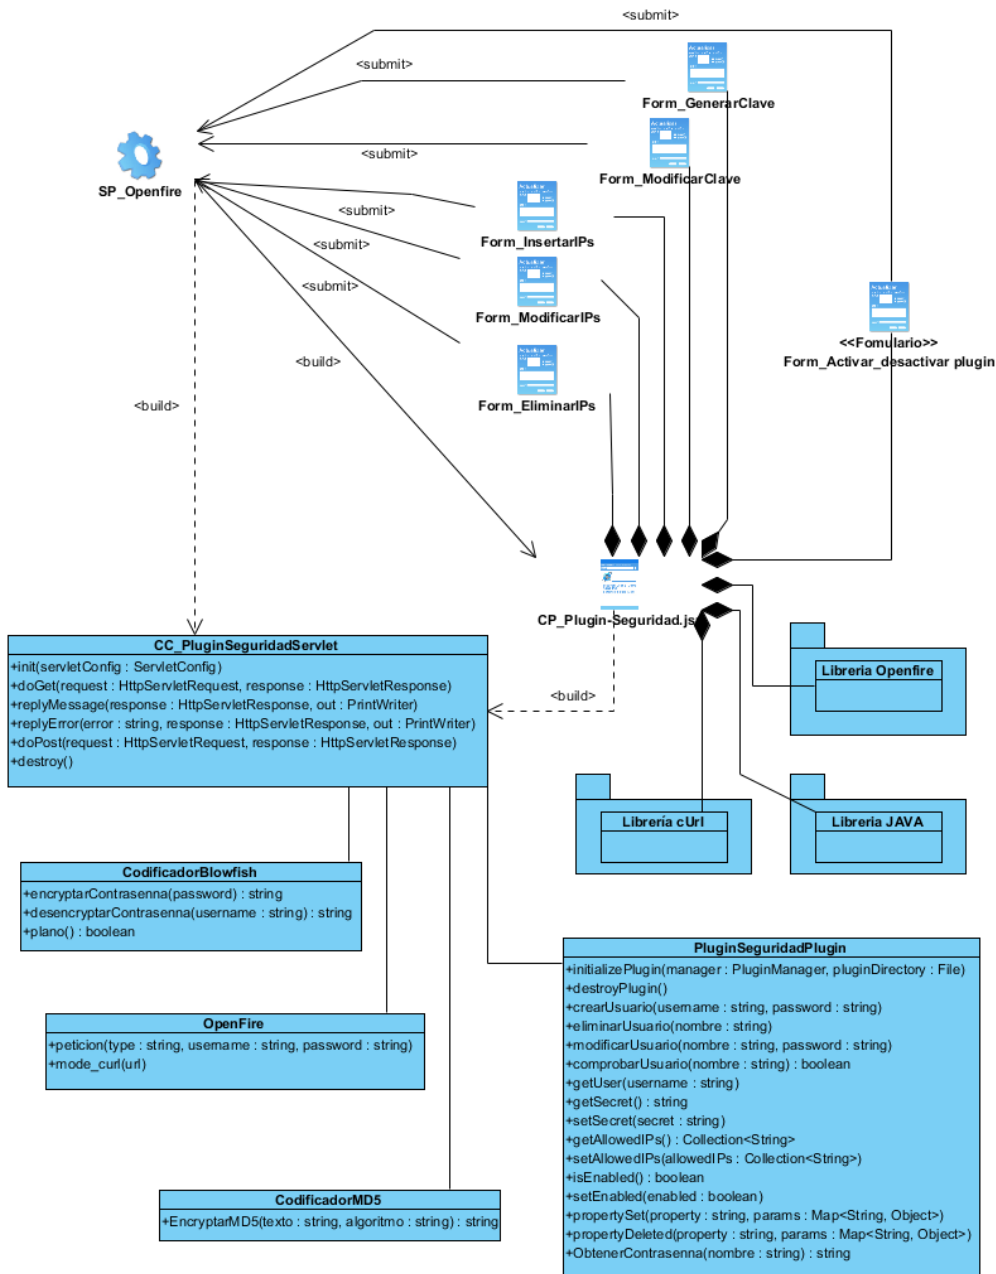 <submit>
<submit>
Form_GenerarClave
<submit>
Form_ModificarClave
SP_Openfire
<submit>
Form_InsertarIPs
<submit>
<submit>
Form_ModificarIPs
<<Fomulario>>
Form_Activar_desactivar plugin
<build>
<build>
Form_EliminarIPs
CP_Plugin-Seguridad.js
CC_PluginSeguridadServlet
+init(servletConfig : ServletConfig)
+doGet(request : HttpServletRequest, response : HttpServletResponse)
+replyMessage(response : HttpServletResponse, out : PrintWriter)
+replyError(error : string, response : HttpServletResponse, out : PrintWriter)
+doPost(request : HttpServletRequest, response : HttpServletResponse)
+destroy()
<build>
Libreria Openfire
Librería cUrl
Libreria JAVA
CodificadorBlowfish
+encryptarContrasenna(password) : string
+desencryptarContrasenna(username : string) : string
+plano() : boolean
OpenFire
+peticion(type : string, username : string, password : string)
+mode_curl(url)
CodificadorMD5
+EncryptarMD5(texto : string, algoritmo : string) : string
PluginSeguridadPlugin
+initializePlugin(manager : PluginManager, pluginDirectory : File)
+destroyPlugin()
+crearUsuario(username : string, password : string)
+eliminarUsuario(nombre : string)
+modificarUsuario(nombre : string, password : string)
+comprobarUsuario(nombre : string) : boolean
+getUser(username : string)
+getSecret() : string
+setSecret(secret : string)
+getAllowedIPs() : Collection<String>
+setAllowedIPs(allowedIPs : Collection<String>)
+isEnabled() : boolean
+setEnabled(enabled : boolean)
+propertySet(property : string, params : Map<String, Object>)
+propertyDeleted(property : string, params : Map<String, Object>)
+ObtenerContrasenna(nombre : string) : string